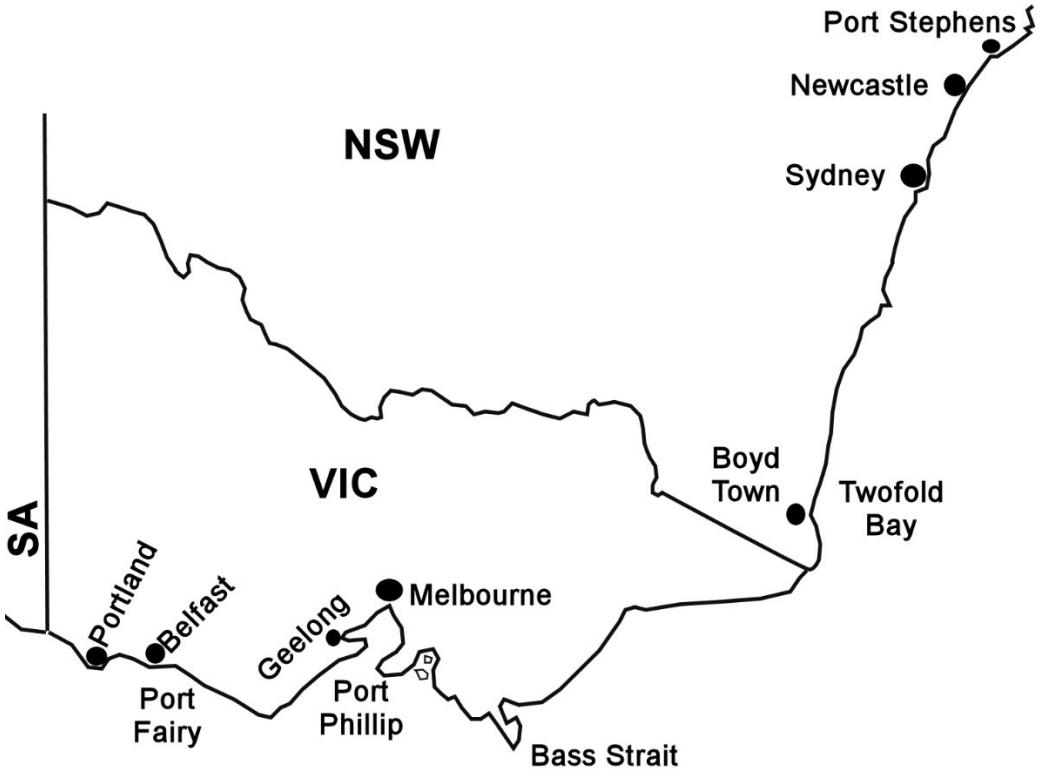 Port Stephens
Newcastle
NSW
Sydney
VIC
Boyd
Town
Twofold
Bay
SA
Portland
Belfast
Geelong
Melbourne
Port
Fairy
Port
Phillip
Bass Strait